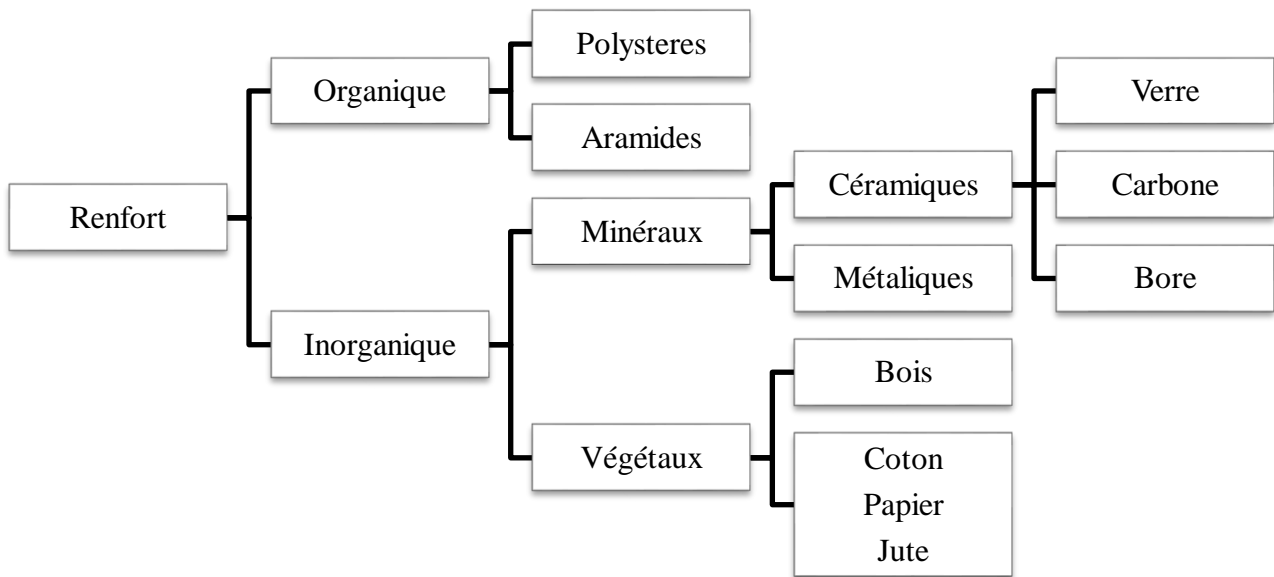 Renfort
Organique
Polysteres
Aramides
Inorganique
Minéraux
Céramiques
Verre
Carbone
Bore
Métaliques
Végétaux
Bois
Coton
Papier
Jute